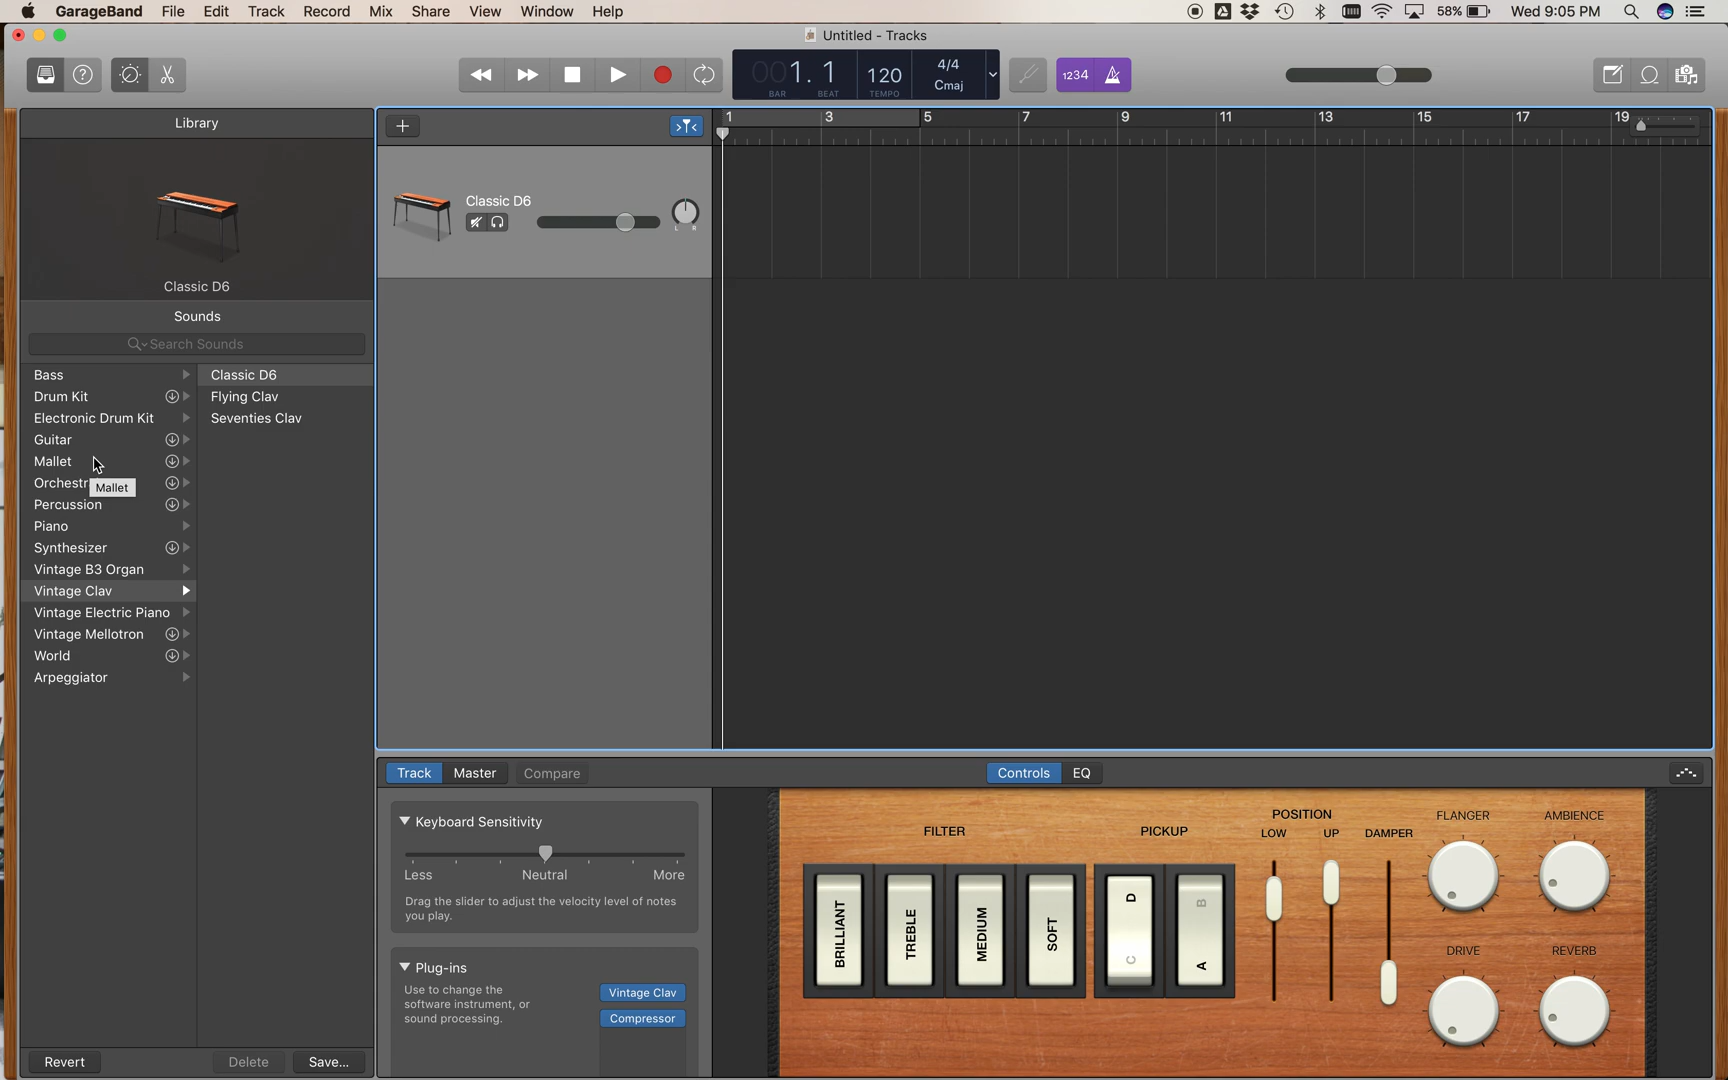 GarageBand File Edit Track Record Mix Share View Window Help 58% Wed 9:05 PM
Untitled - Tracks
001. 1
BAR BEAT
120
TEMPO
4/4
Cmaj
1234
Library
1 3 5 7 9 11 13 15 17 19
Classic D6
L R
Classic D6
Sounds
Search Sounds
Bass
Drum Kit
Electronic Drum Kit
Guitar
Mallet
Orchestr
Mallet
Percussion
Piano
Synthesizer
Vintage B3 Organ
Vintage Clav
Vintage Electric Piano
Vintage Mellotron
World
Arpeggiator
Classic D6
Flying Clav
Seventies Clav
Revert Delete Save...
Track Master Compare Controls EQ
Keyboard Sensitivity
Less Neutral More
Drag the slider to adjust the velocity level of notes
you play.
Plug-ins
Use to change the
software instrument, or
sound processing.
Vintage Clav
Compressor
FILTER
BRILLIANT
TREBLE
MEDIUM
SOFT
PICKUP
D
C
B
A
POSITION
LOW UP DAMPER
FLANGER AMBIENCE
DRIVE REVERB